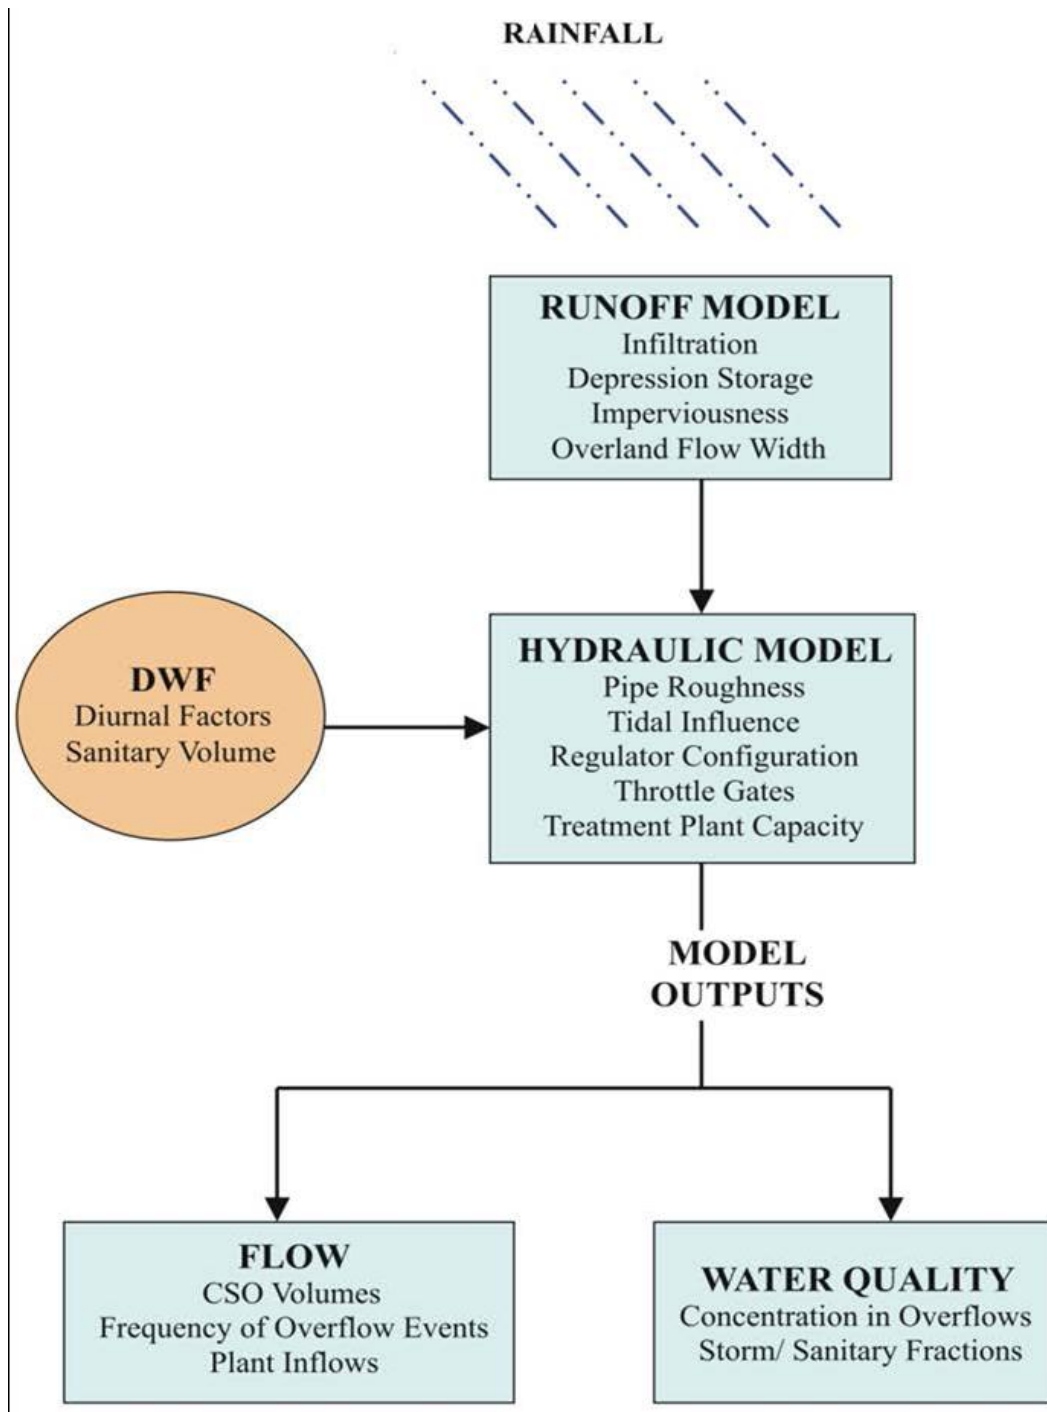 RAINFALL
RUNOFF MODEL
Infiltration
Depression Storage
Imperviousness
Overland Flow Width
DWF
Diurnal Factors
Sanitary Volume
HYDRAULIC MODEL
Pipe Roughness
Tidal Influence
Regulator Configuration
Throttle Gates
Treatment Plant Capacity
MODEL
OUTPUTS
FLOW
CSO Volumes
Frequency of Overflow Events
Plant Inflows
WATER QUALITY
Concentration in Overflows
Storm/ Sanitary Fractions